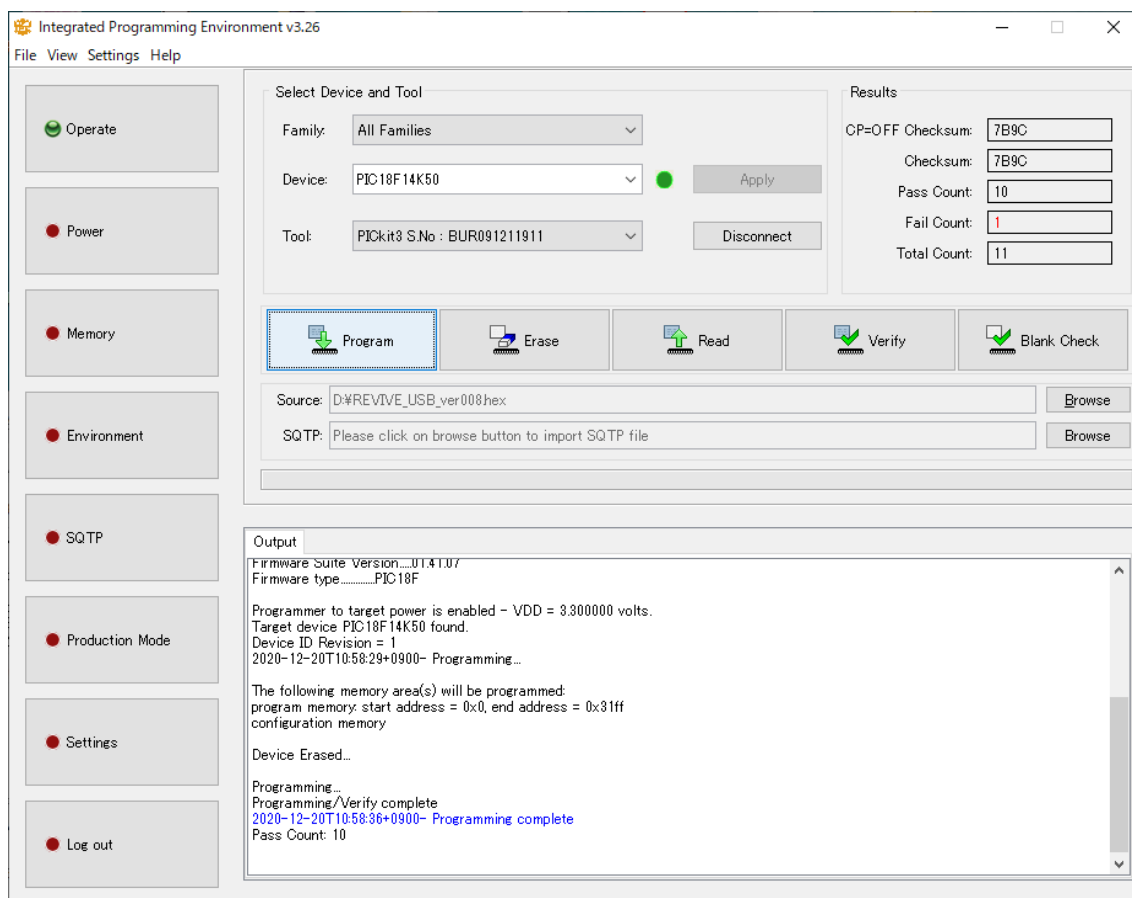 Integrated Programming Environment v3.26
File View Settings Help
Operate
Power
Memory
Environment
SQTP
Production Mode
Settings
Log out
Select Device and Tool
Family: All Families
Device: PIC18F14K50 Apply
Tool: PICkit3 S.No : BUR091211911 Disconnect
Results
CP=OFF Checksum: 7B9C
Checksum: 7B9C
Pass Count: 10
Fail Count: 1
Total Count: 11
Program Erase Read Verify Blank Check
Source: D:¥REVIVE_USB_ver008.hex Browse
SQTP: Please click on browse button to import SQTP file Browse
Output
Firmware Suite Version.....01.41.07
Firmware type..............PIC18F
Programmer to target power is enabled - VDD = 3.300000 volts.
Target device PIC18F14K50 found.
Device ID Revision = 1
2020-12-20T10:58:29+0900- Programming...
The following memory area(s) will be programmed:
program memory: start address = 0x0, end address = 0x31ff
configuration memory
Device Erased...
Programming...
Programming/Verify complete
2020-12-20T10:58:36+0900- Programming complete
Pass Count: 10